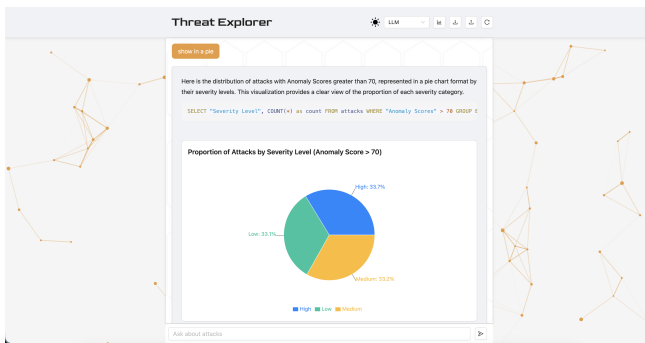 Threat Explorer
LLM
show in a pie
Here is the distribution of attacks with Anomaly Scores greater than 70, represented in a pie chart format by
their severity levels. This visualization provides a clear view of the proportion of each severity category.
SELECT "Severity Level", COUNT(*) as count FROM attacks WHERE "Anomaly Scores" > 70 GROUP E
Proportion of Attacks by Severity Level (Anomaly Score > 70)
High: 33.7%
Low: 33.1%
Medium: 33.2%
High Low Medium
Ask about attacks